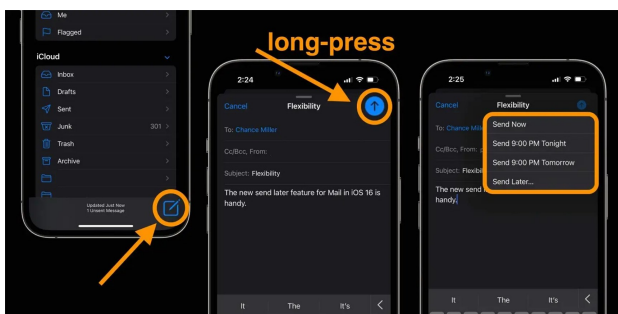 Me
Flagged
iCloud
Inbox
Drafts
Sent
Junk 301
Trash
Archive
Updated Just Now
1 Unsent Message
long-press
2:24
Cancel Flexibility
To: Chance Miller
Cc/Bcc, From:
Subject: Flexibility
The new send later feature for Mail in iOS 16 is
handy.
It The It's
2:25
Cancel Flexibility
To: Chance Mill
Cc/Bcc, From:
Subject: Flexibil
The new send
handy.
Send Now
Send 9:00 PM Tonight
Send 9:00 PM Tomorrow
Send Later...
It The It's